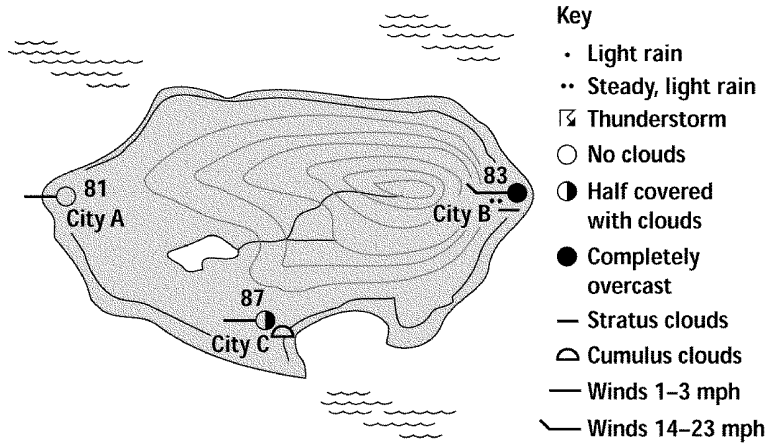 Key
Light rain
Steady, light rain
Thunderstorm
No clouds
Half covered
with clouds
Completely
overcast
Stratus clouds
Cumulus clouds
Winds 1–3 mph
Winds 14–23 mph
81
City A
83
City B
87
City C